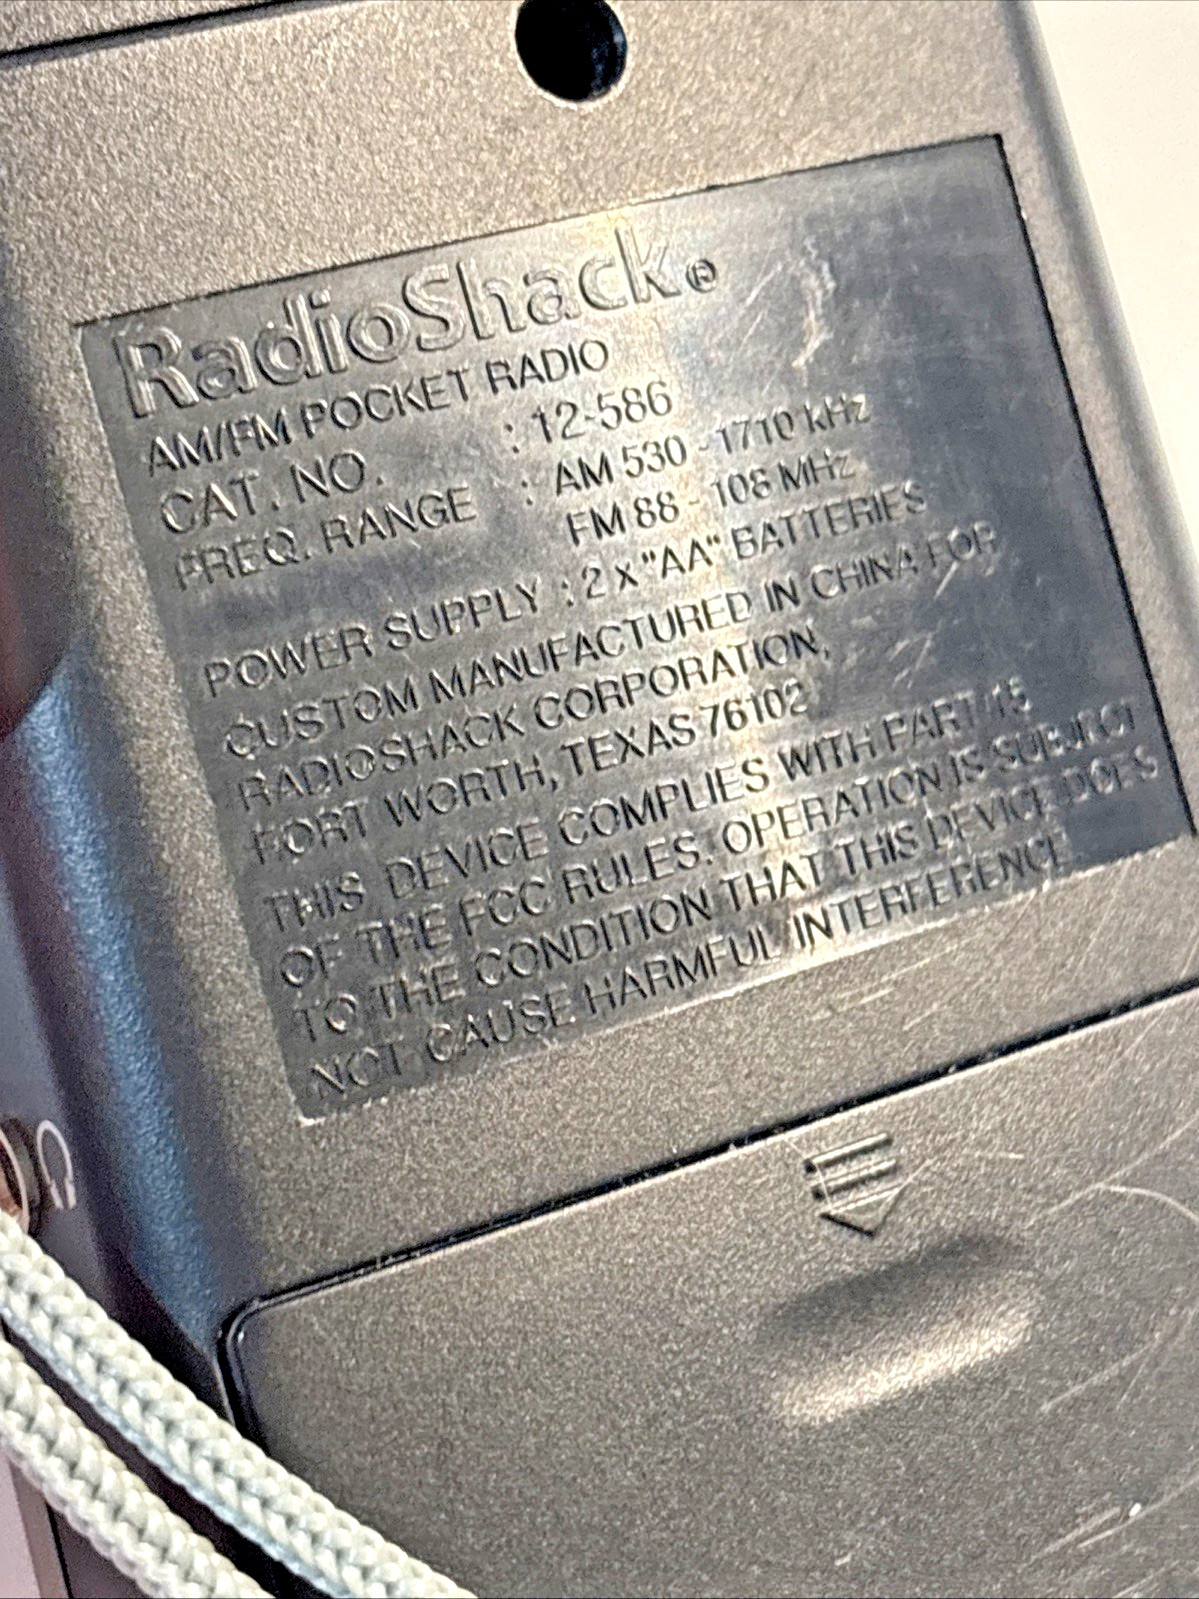 RadioShack®
AM/FM POCKET RADIO
CAT. NO. : 12-586
FREQ. RANGE : AM 530 - 1710 kHz
FM 88 - 108 MHz
POWER SUPPLY : 2 x "AA" BATTERIES
CUSTOM MANUFACTURED IN CHINA FOR
RADIOSHACK CORPORATION,
FORT WORTH, TEXAS 76102
THIS DEVICE COMPLIES WITH PART 15
OF THE FCC RULES. OPERATION IS SUBJECT
TO THE CONDITION THAT THIS DEVICE DOES
NOT CAUSE HARMFUL INTERFERENCE